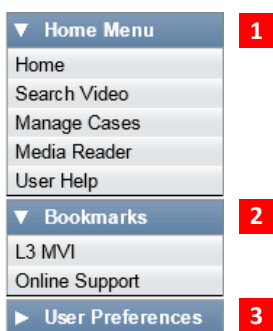 ▼ Home Menu 1
Home
Search Video
Manage Cases
Media Reader
User Help
▼ Bookmarks 2
L3 MVI
Online Support
► User Preferences 3